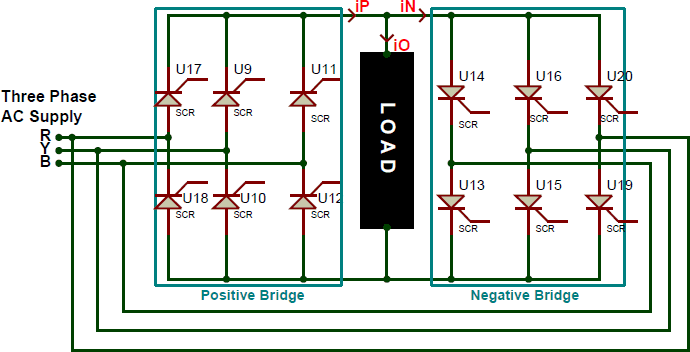 iP iN
iO
U17 U9 U11 U14 U16 U20
SCR SCR SCR SCR SCR SCR
Three Phase
AC Supply
R
Y
B
LOAD
U18 U10 U12 U13 U15 U19
SCR SCR SCR SCR SCR SCR
Positive Bridge Negative Bridge